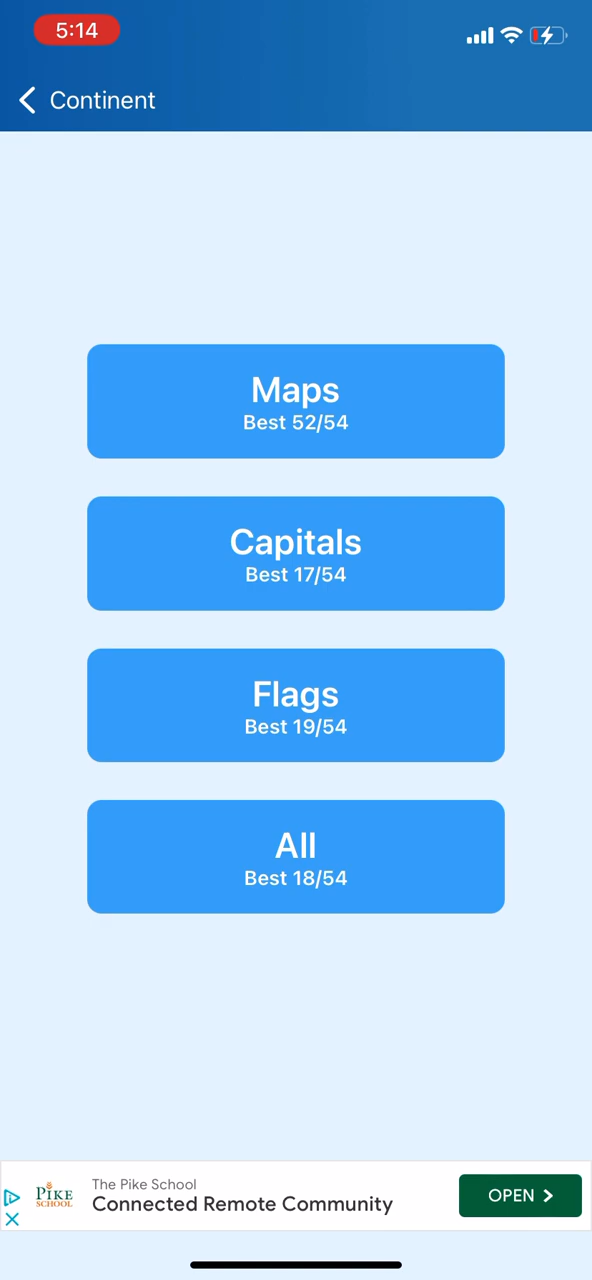 5:14
Continent
Maps
Best 52/54
Capitals
Best 17/54
Flags
Best 19/54
All
Best 18/54
The Pike School
PIKE
SCHOOL
Connected Remote Community
OPEN